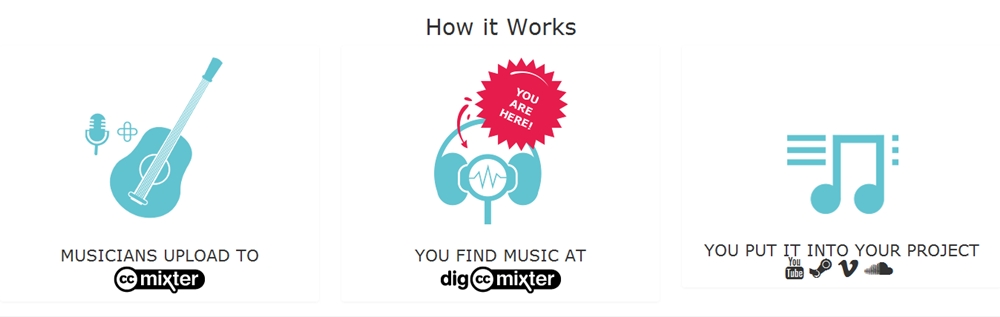 How it Works
YOU
ARE
HERE!
MUSICIANS UPLOAD TO
cc mixter
YOU FIND MUSIC AT
dig cc mixter
YOU PUT IT INTO YOUR PROJECT
You
Tube